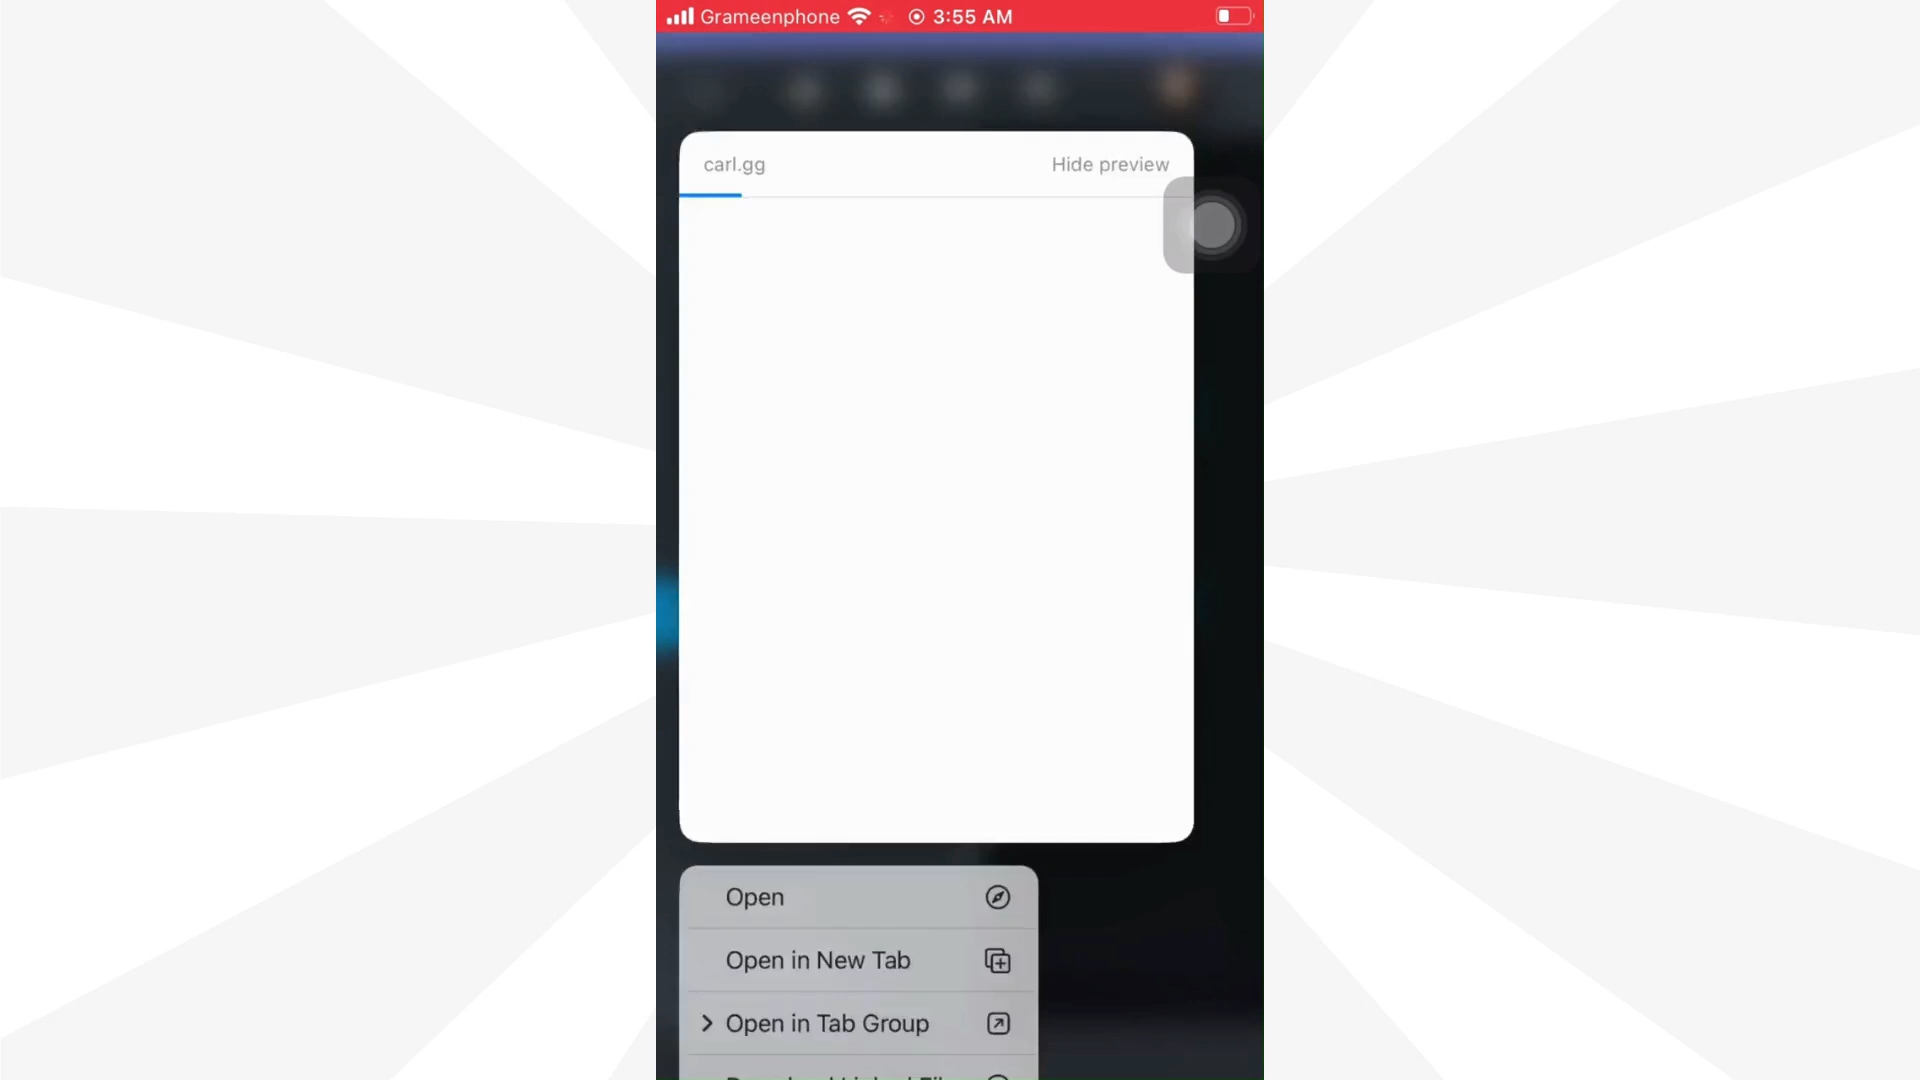 Grameenphone 3:55 AM
carl.gg Hide preview
Open
Open in New Tab
Open in Tab Group